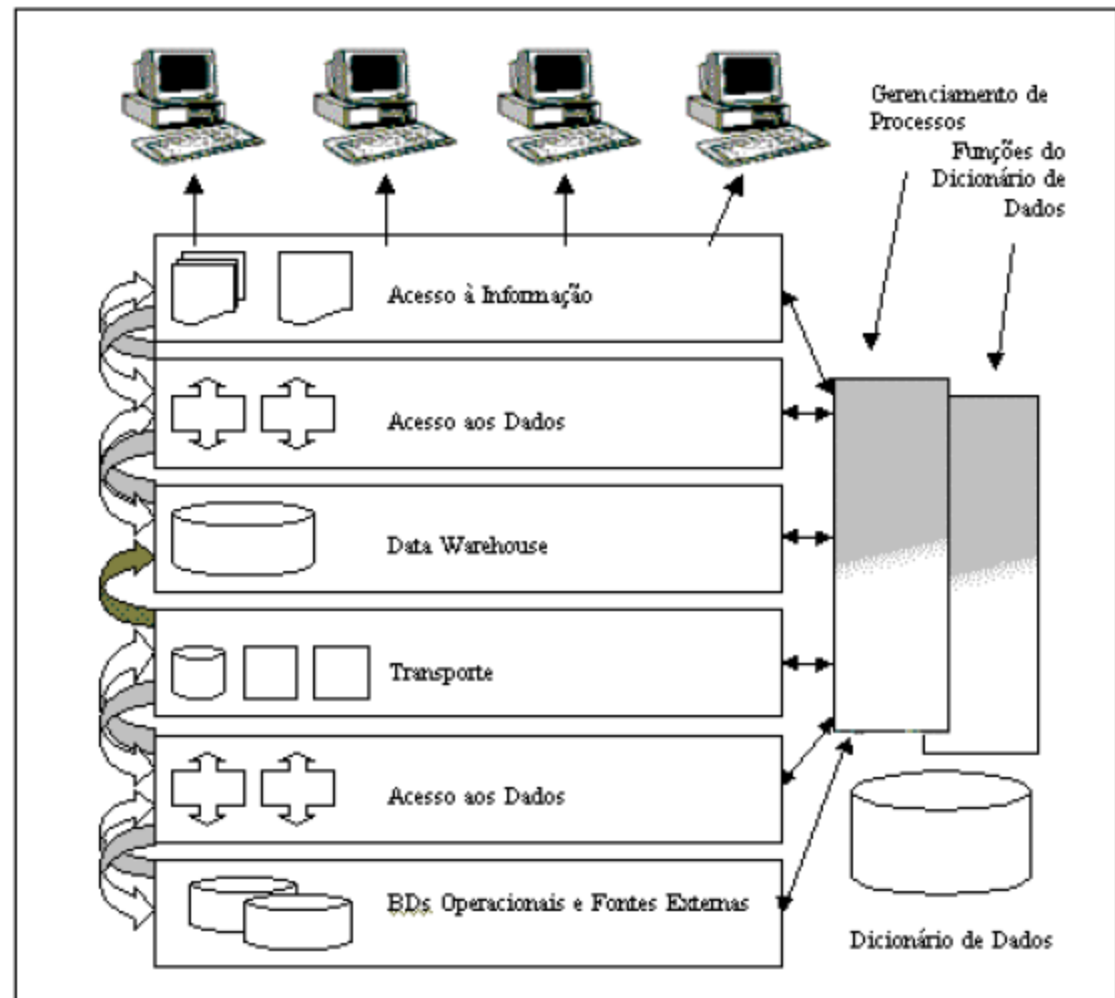 Gerenciamento de
Processos
Funções do
Dicionário de
Dados
Acesso à Informação
Acesso aos Dados
Data Warehouse
Transporte
Acesso aos Dados
BDs Operacionais e Fontes Externas
Dicionário de Dados